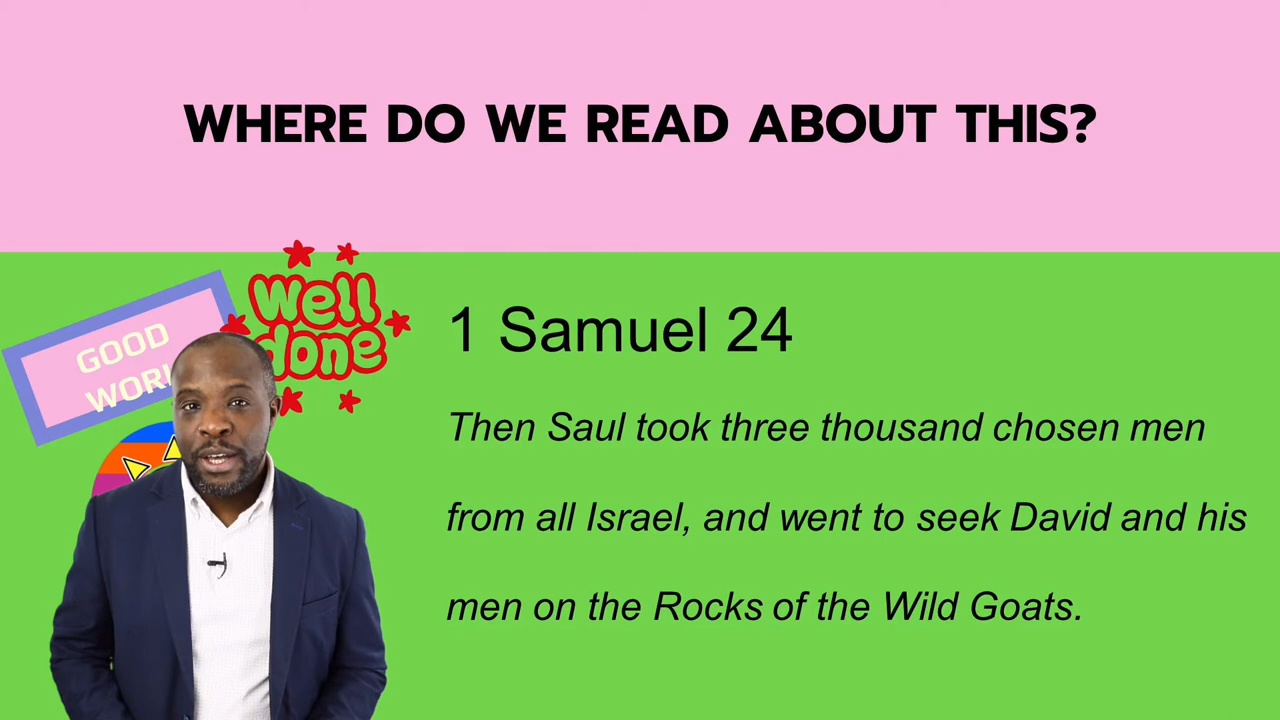 WHERE DO WE READ ABOUT THIS?
Well
done
GOOD
1 Samuel 24
Then Saul took three thousand chosen men
from all Israel, and went to seek David and his
men on the Rocks of the Wild Goats.